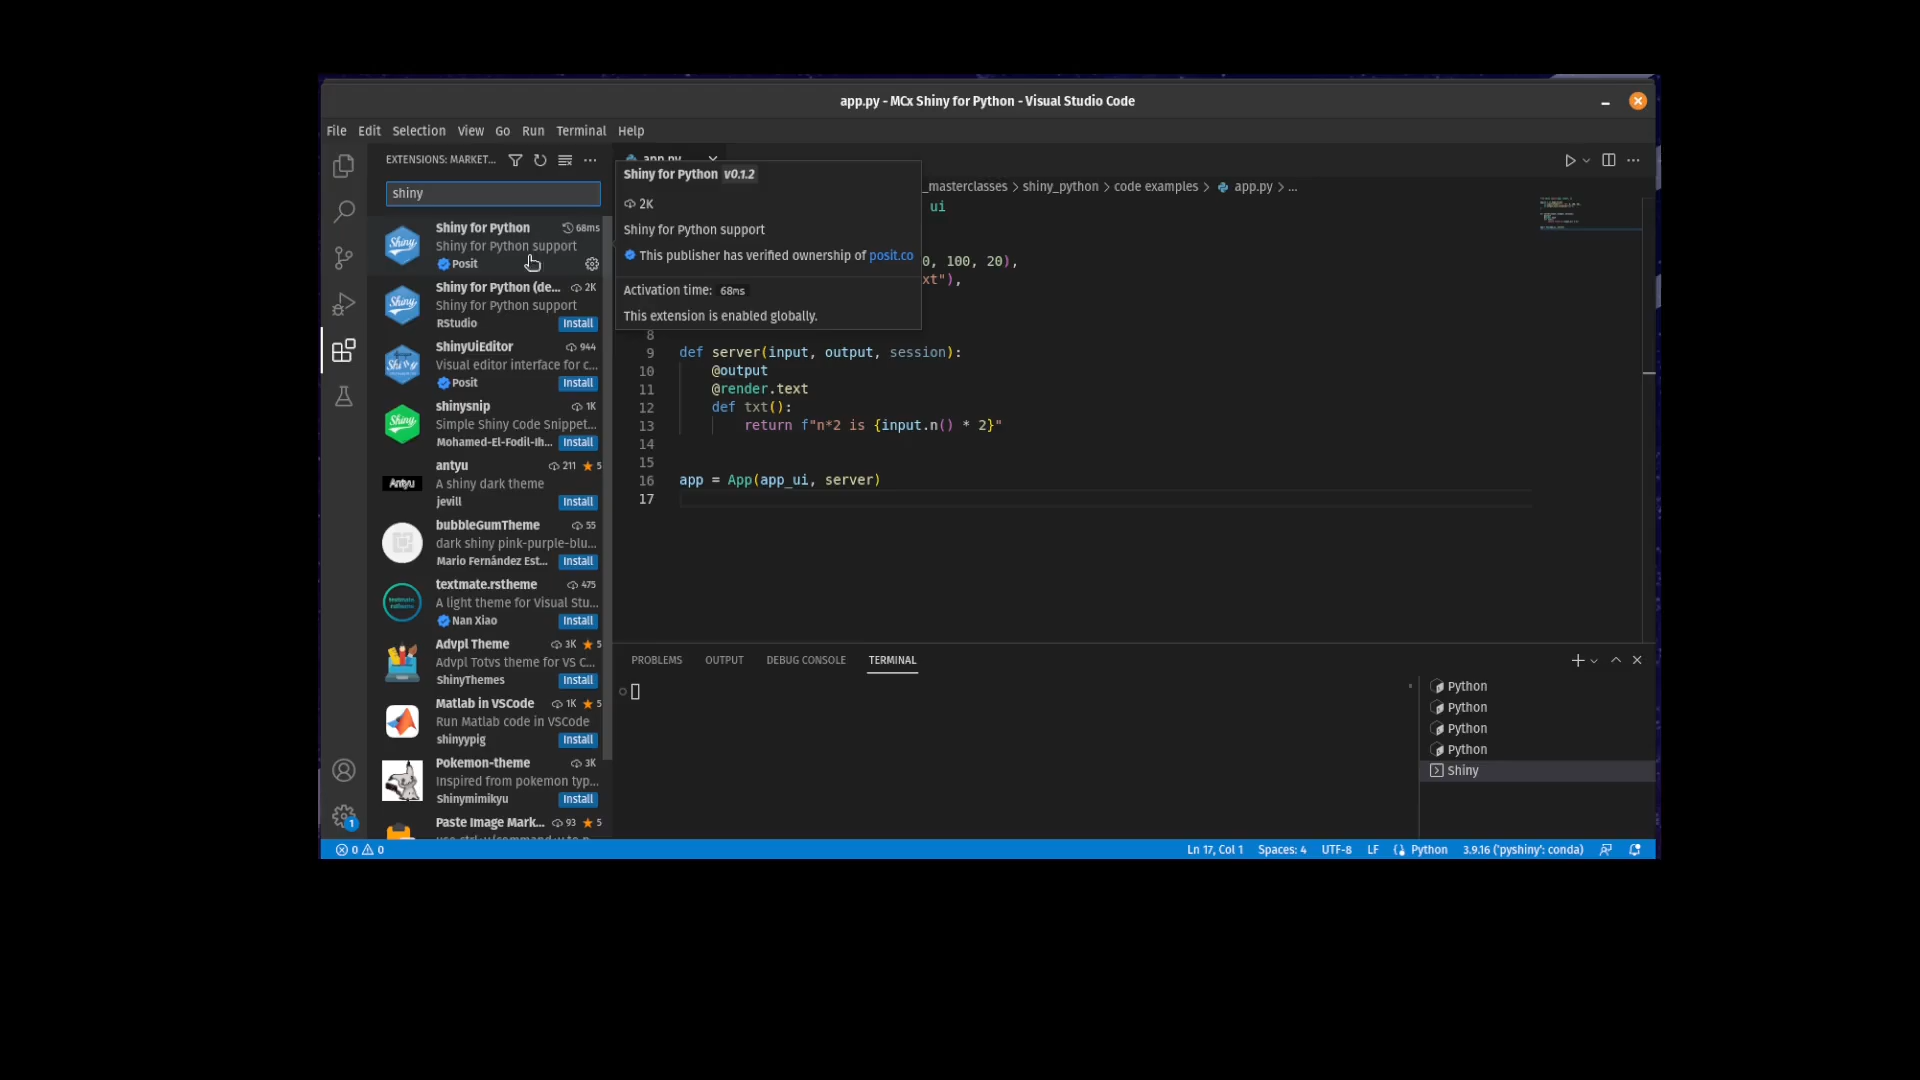 app.py - MCx Shiny for Python - Visual Studio Code
File Edit Selection View Go Run Terminal Help
EXTENSIONS: MARKET...
shiny
Shiny for Python 68ms
Shiny for Python support
Posit
Shiny for Python (de... 2K
Shiny for Python support
RStudio Install
ShinyUiEditor 944
Visual editor interface for c...
Posit Install
shinysnip 1K
Simple Shiny Code Snippet...
Mohamed-El-Fodil-Ih... Install
antyu 211 ★ 5
A shiny dark theme
jevill Install
bubbleGumTheme 55
dark shiny pink-purple-blu...
Mario Fernández Est... Install
textmate.rstheme 475
A light theme for Visual Stu...
Nan Xiao Install
Advpl Theme 3K ★ 5
Advpl Totvs theme for VS C...
ShinyThemes Install
Matlab in VSCode 1K ★ 5
Run Matlab code in VSCode
shinyypig Install
Pokemon-theme 3K
Inspired from pokemon typ...
Shinymimikyu Install
Paste Image Mark... 93 ★ 5
1
app.py
Shiny for Python v0.1.2
2K
Shiny for Python support
This publisher has verified ownership of posit.co
Activation time: 68ms
This extension is enabled globally.
_masterclasses > shiny_python > code examples > app.py > ...
ui
0, 100, 20),
xt"),
8
9 def server(input, output, session):
10 @output
11 @render.text
12 def txt():
13 return f"n*2 is {input.n() * 2}"
14
15
16 app = App(app_ui, server)
17
PROBLEMS OUTPUT DEBUG CONSOLE TERMINAL
Python
Python
Python
Python
Shiny
0 0 Ln 17, Col 1 Spaces: 4 UTF-8 LF Python 3.9.16 ('pyshiny': conda)